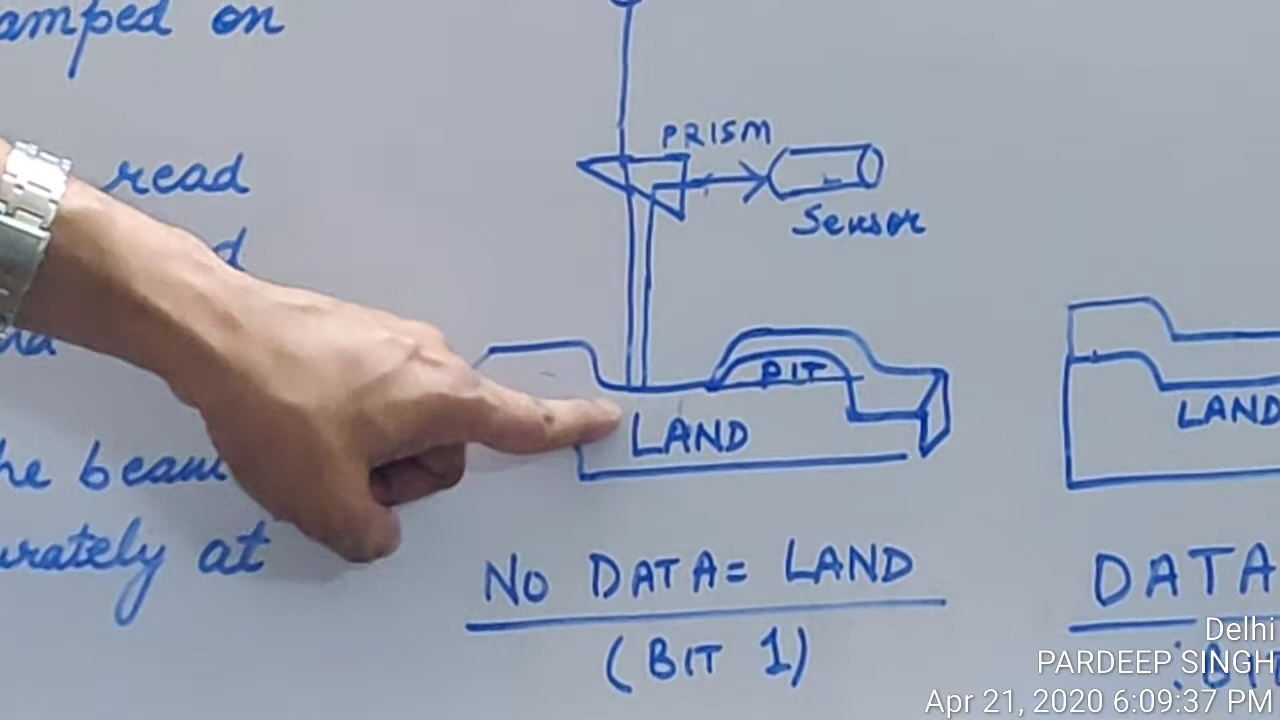 amped on
read
d
PRISM
Sensor
PIT
LAND
LAND
he beam
urately at
NO DATA= LAND
(BIT 1)
DATA
Delhi
PARDEEP SINGH
Apr 21, 2020 6:09:37 PM